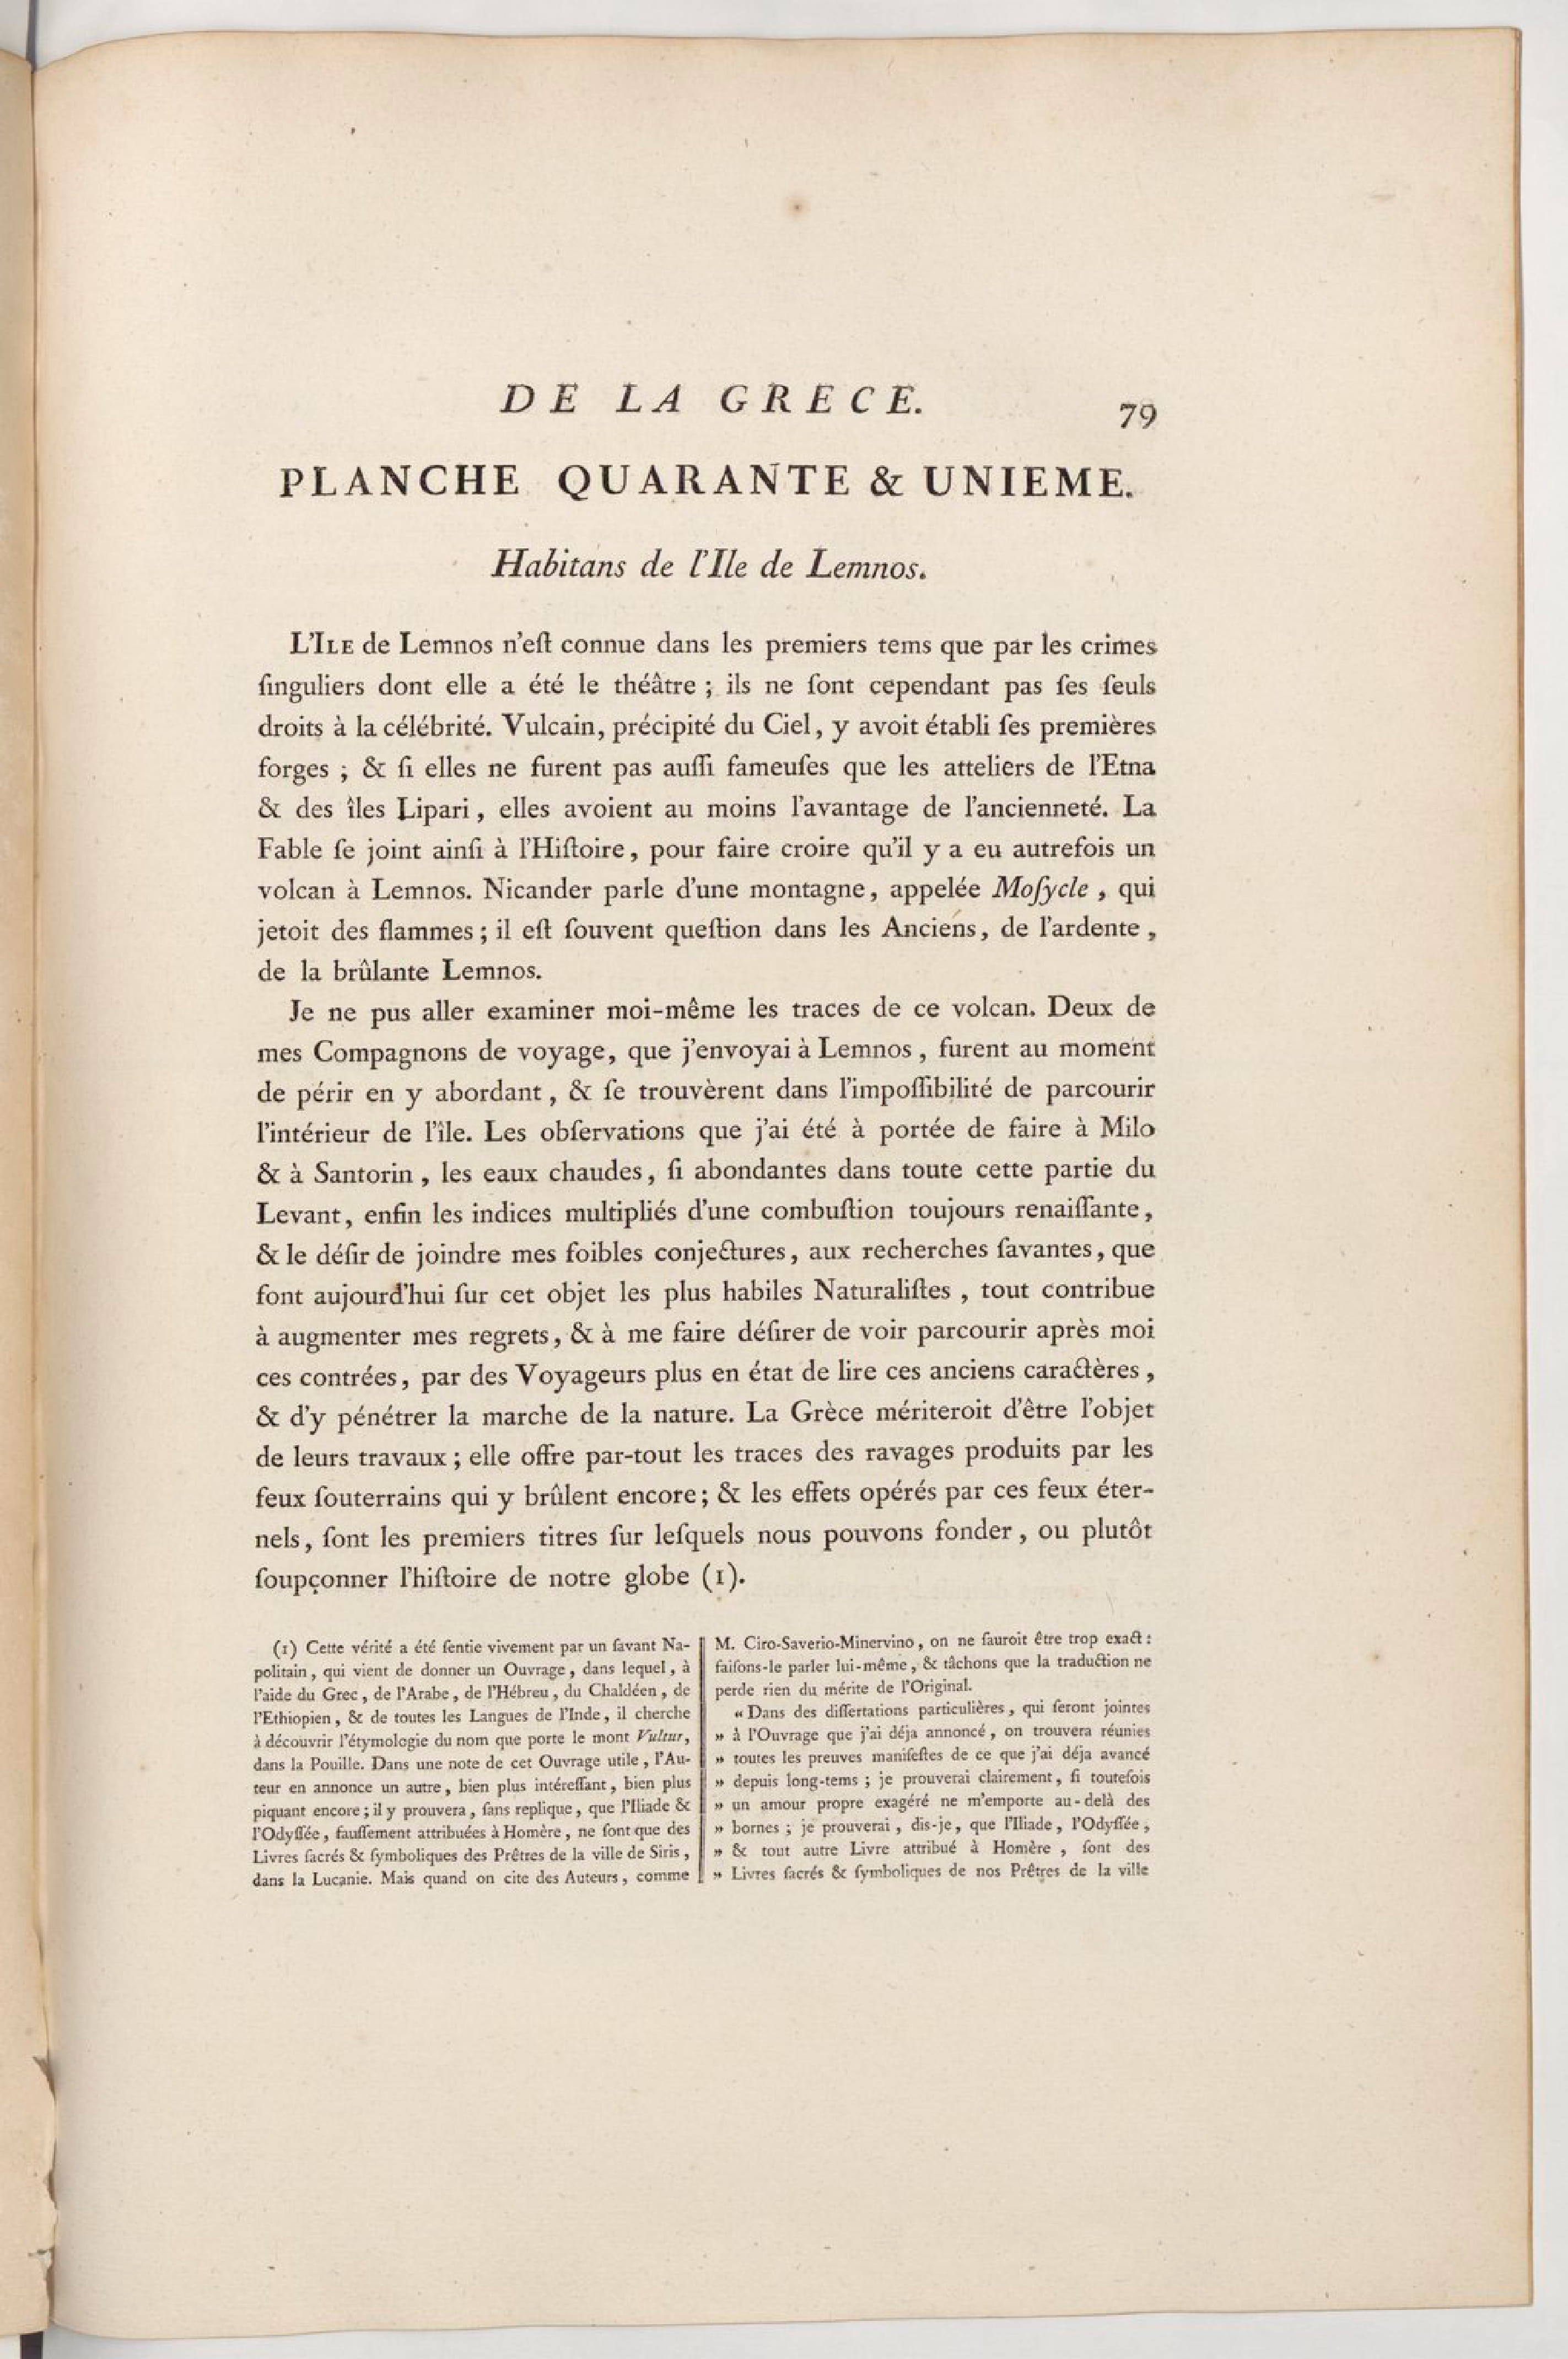 DE LA GRECE.
79
PLANCHE QUARANTE & UNIEME.
Habitans de l'Ile de Lemnos.
L'ILE de Lemnos n'eſt connue dans les premiers tems que par les crimes
ſinguliers dont elle a été le théâtre ; ils ne ſont cependant pas ſes ſeuls
droits à la célébrité. Vulcain, précipité du Ciel, y avoit établi ſes premières
forges ; & ſi elles ne furent pas auſſi fameuſes que les atteliers de l'Etna
& des îles Lipari, elles avoient au moins l'avantage de l'ancienneté. La
Fable ſe joint ainſi à l'Hiſtoire, pour faire croire qu'il y a eu autrefois un
volcan à Lemnos. Nicander parle d'une montagne, appelée Moſycle, qui
jetoit des flammes ; il eſt ſouvent queſtion dans les Anciens, de l'ardente,
de la brûlante Lemnos.
Je ne pus aller examiner moi-même les traces de ce volcan. Deux de
mes Compagnons de voyage, que j'envoyai à Lemnos, furent au moment
de périr en y abordant, & ſe trouvèrent dans l'impoſſibilité de parcourir
l'intérieur de l'île. Les obſervations que j'ai été à portée de faire à Milo
& à Santorin, les eaux chaudes, ſi abondantes dans toute cette partie du
Levant, enfin les indices multipliés d'une combuſtion toujours renaiſſante,
& le déſir de joindre mes foibles conjectures, aux recherches ſavantes, que
font aujourd'hui ſur cet objet les plus habiles Naturaliſtes, tout contribue
à augmenter mes regrets, & à me faire déſirer de voir parcourir après moi
ces contrées, par des Voyageurs plus en état de lire ces anciens caractères,
& d'y pénétrer la marche de la nature. La Grèce mériteroit d'être l'objet
de leurs travaux ; elle offre par-tout les traces des ravages produits par les
feux ſouterrains qui y brûlent encore ; & les effets opérés par ces feux éter-
nels, ſont les premiers titres ſur leſquels nous pouvons fonder, ou plutôt
ſoupçonner l'hiſtoire de notre globe (1).
(1) Cette vérité a été ſentie vivement par un ſavant Na-
politain, qui vient de donner un Ouvrage, dans lequel, à
l'aide du Grec, de l'Arabe, de l'Hébreu, du Chaldéen, de
l'Ethiopien, & de toutes les Langues de l'Inde, il cherche
à découvrir l'étymologie du nom que porte le mont Vultur,
dans la Pouille. Dans une note de cet Ouvrage utile, l'Au-
teur en annonce un autre, bien plus intéreſſant, bien plus
piquant encore ; il y prouvera, ſans replique, que l'Iliade &
l'Odyſſée, fauſſement attribuées à Homère, ne ſont que des
Livres ſacrés & ſymboliques des Prêtres de la ville de Siris,
dans la Lucanie. Mais quand on cite des Auteurs, comme
M. Ciro-Saverio-Minervino, on ne ſauroit être trop exact :
faiſons-le parler lui-même, & tâchons que la traduction ne
perde rien du mérite de l'Original.
« Dans des diſſertations particulières, qui ſeront jointes
» à l'Ouvrage que j'ai déja annoncé, on trouvera réunies
» toutes les preuves manifeſtes de ce que j'ai déja avancé
» depuis long-tems ; je prouverai clairement, ſi toutefois
» un amour propre exagéré ne m'emporte au-delà des
» bornes ; je prouverai, dis-je, que l'Iliade, l'Odyſſée,
» & tout autre Livre attribué à Homère, ſont des
» Livres ſacrés & ſymboliques de nos Prêtres de la ville